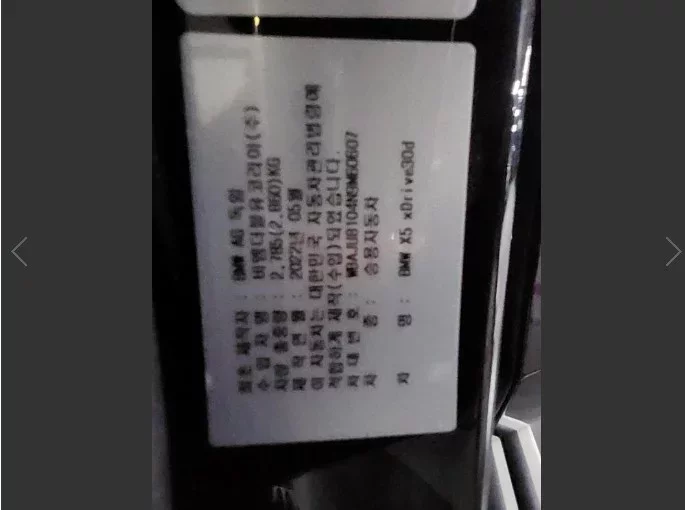 최초 제작자 : BMW AG 독일
수 입 자 명 : 비엠더블유코리아(주)
차량 총중량 : 2,785(2,860)KG
제 작 연 월 : 2022년 05월
이 자동차는 대한민국 자동차관리법령에
적합하게 제작(수입)되었습니다.
차 대 번 호 : WBAJU8104N9M60607
차 종 : 승용자동차
차 명 : BMW X5 xDrive30d